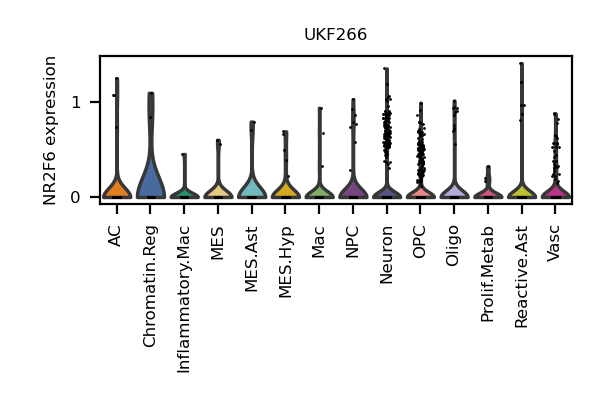 UKF266
NR2F6 expression
1
0
AC
Chromatin.Reg
Inflammatory.Mac
MES
MES.Ast
MES.Hyp
Mac
NPC
Neuron
OPC
Oligo
Prolif.Metab
Reactive.Ast
Vasc